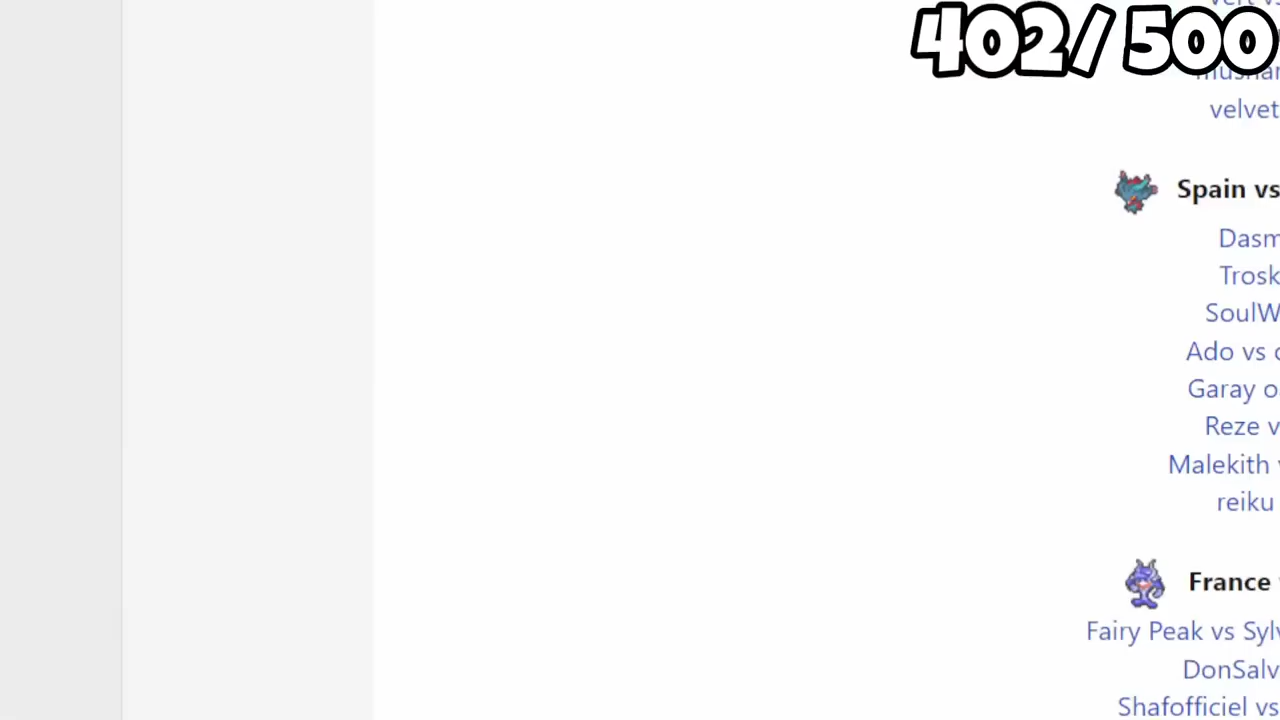 402/500
velvet
Spain vs
Dasm
Trosk
SoulW
Ado vs
Garay
Reze
Malekith
reiku
France
Fairy Peak vs Sylv
DonSalv
Shafofficiel vs